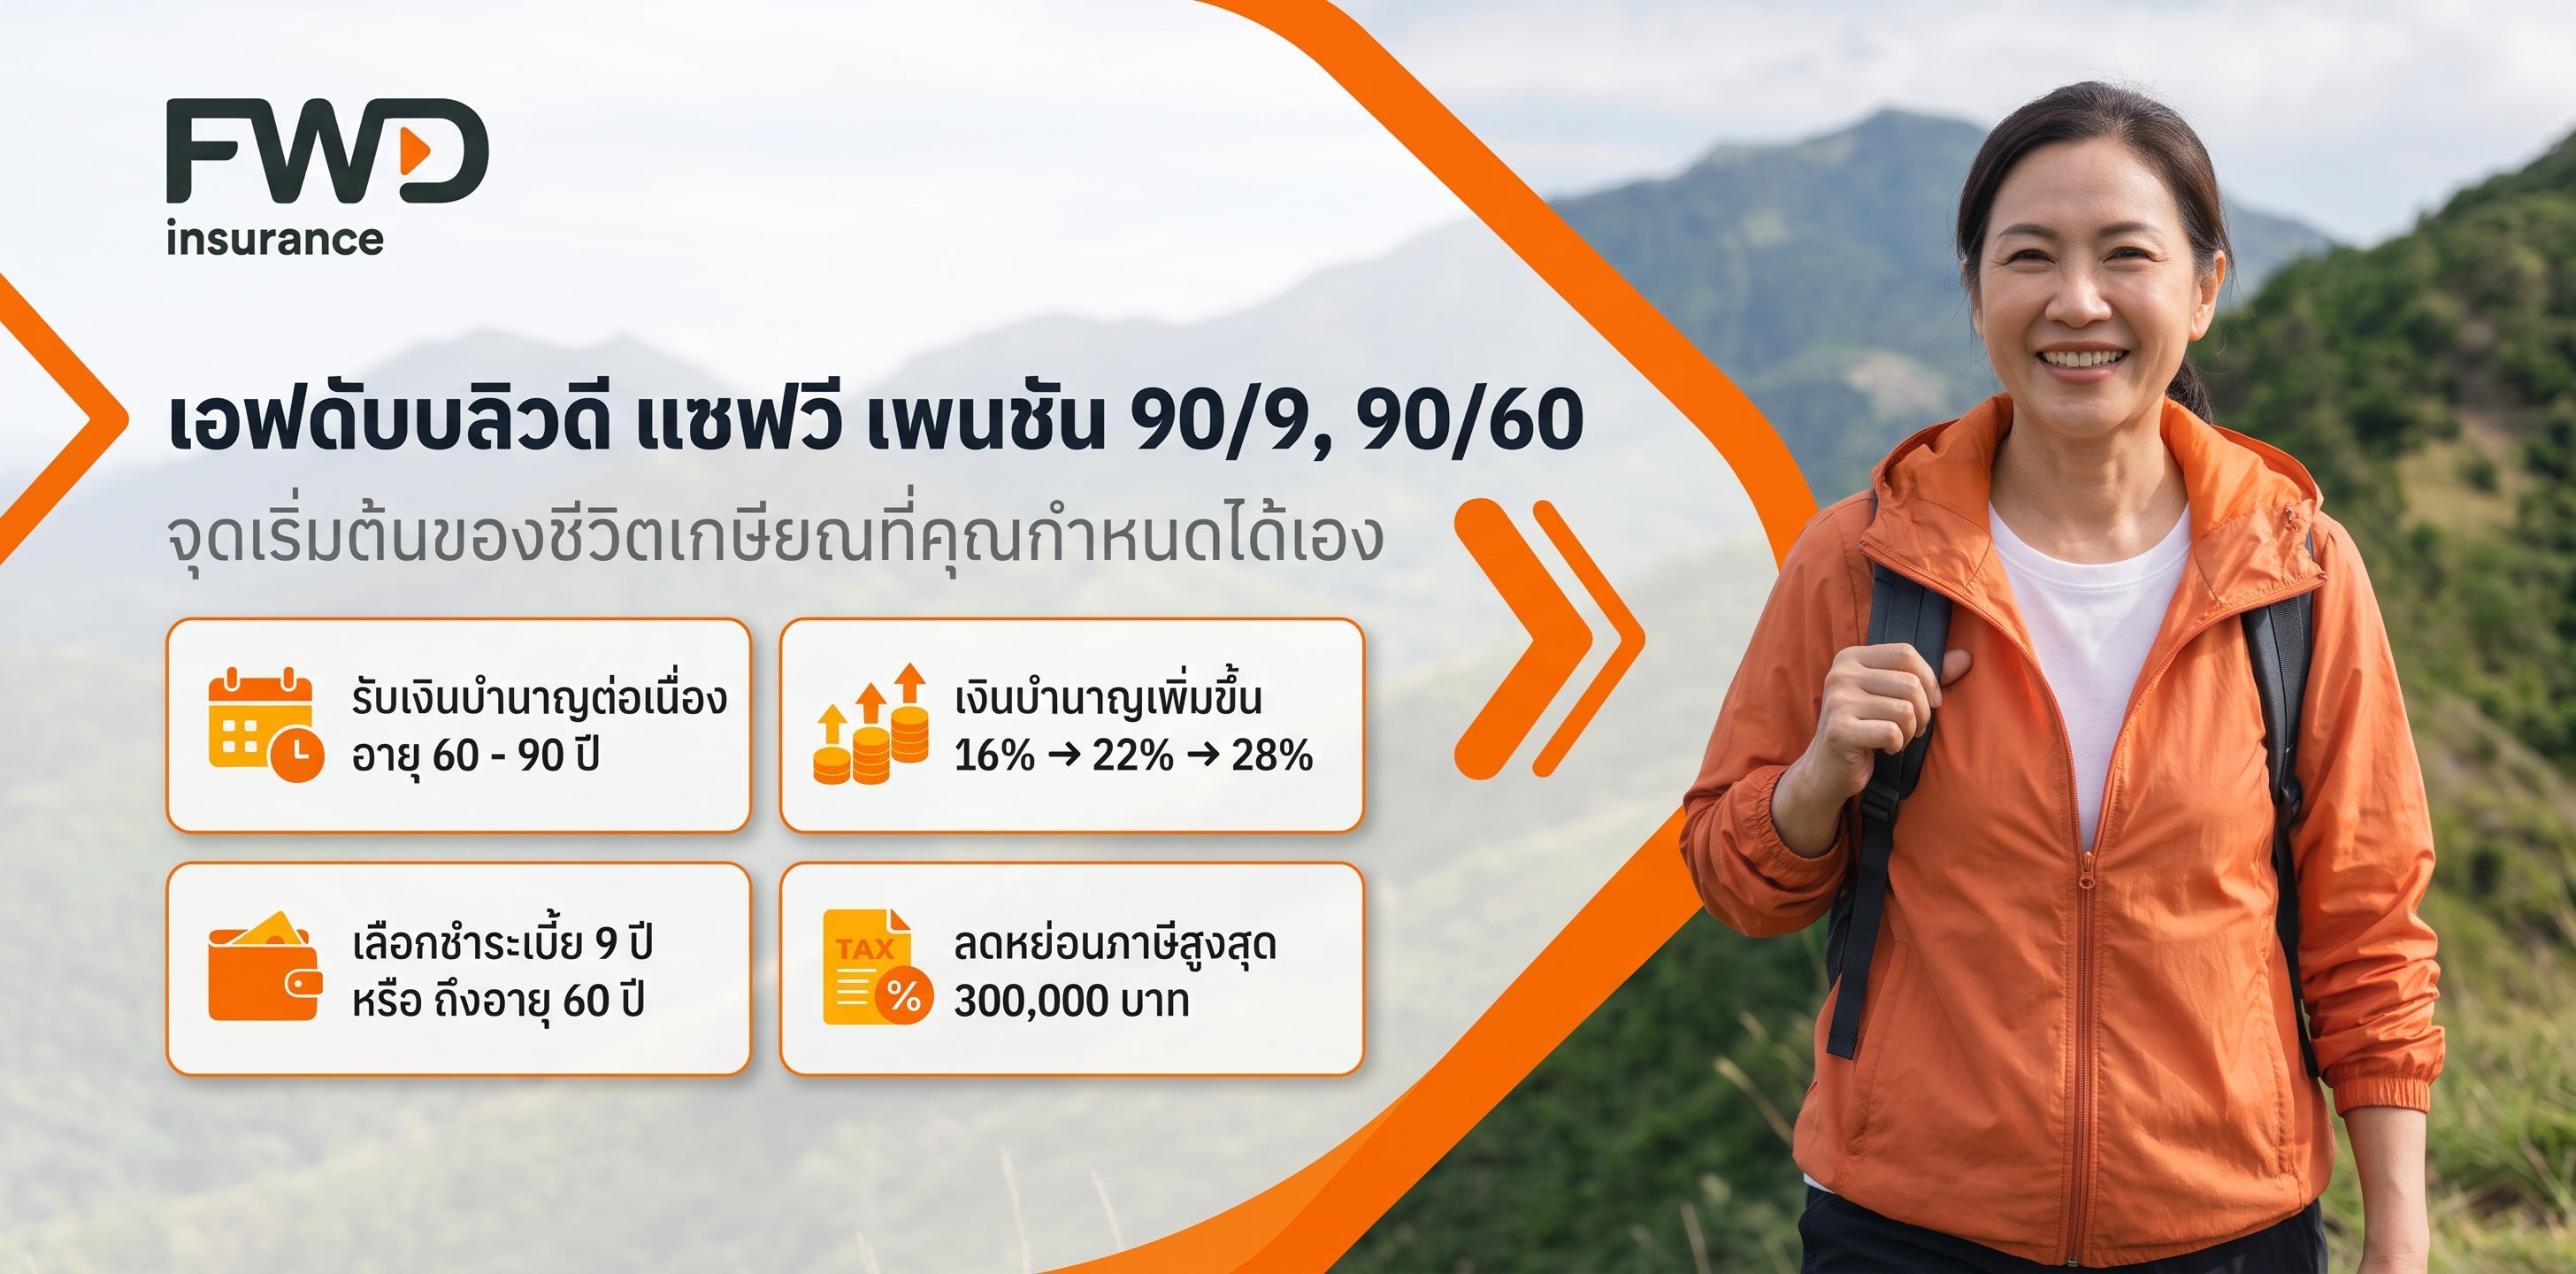 FWD
insurance
เอฟดับบลิวดี แซฟวี เพนชัน 90/9, 90/60
จุดเริ่มต้นของชีวิตเกษียณที่คุณกำหนดได้เอง
รับเงินบำนาญต่อเนื่อง
อายุ 60 - 90 ปี
เงินบำนาญเพิ่มขึ้น
16% → 22% → 28%
เลือกชำระเบี้ย 9 ปี
หรือ ถึงอายุ 60 ปี
TAX
%
ลดหย่อนภาษีสูงสุด
300,000 บาท